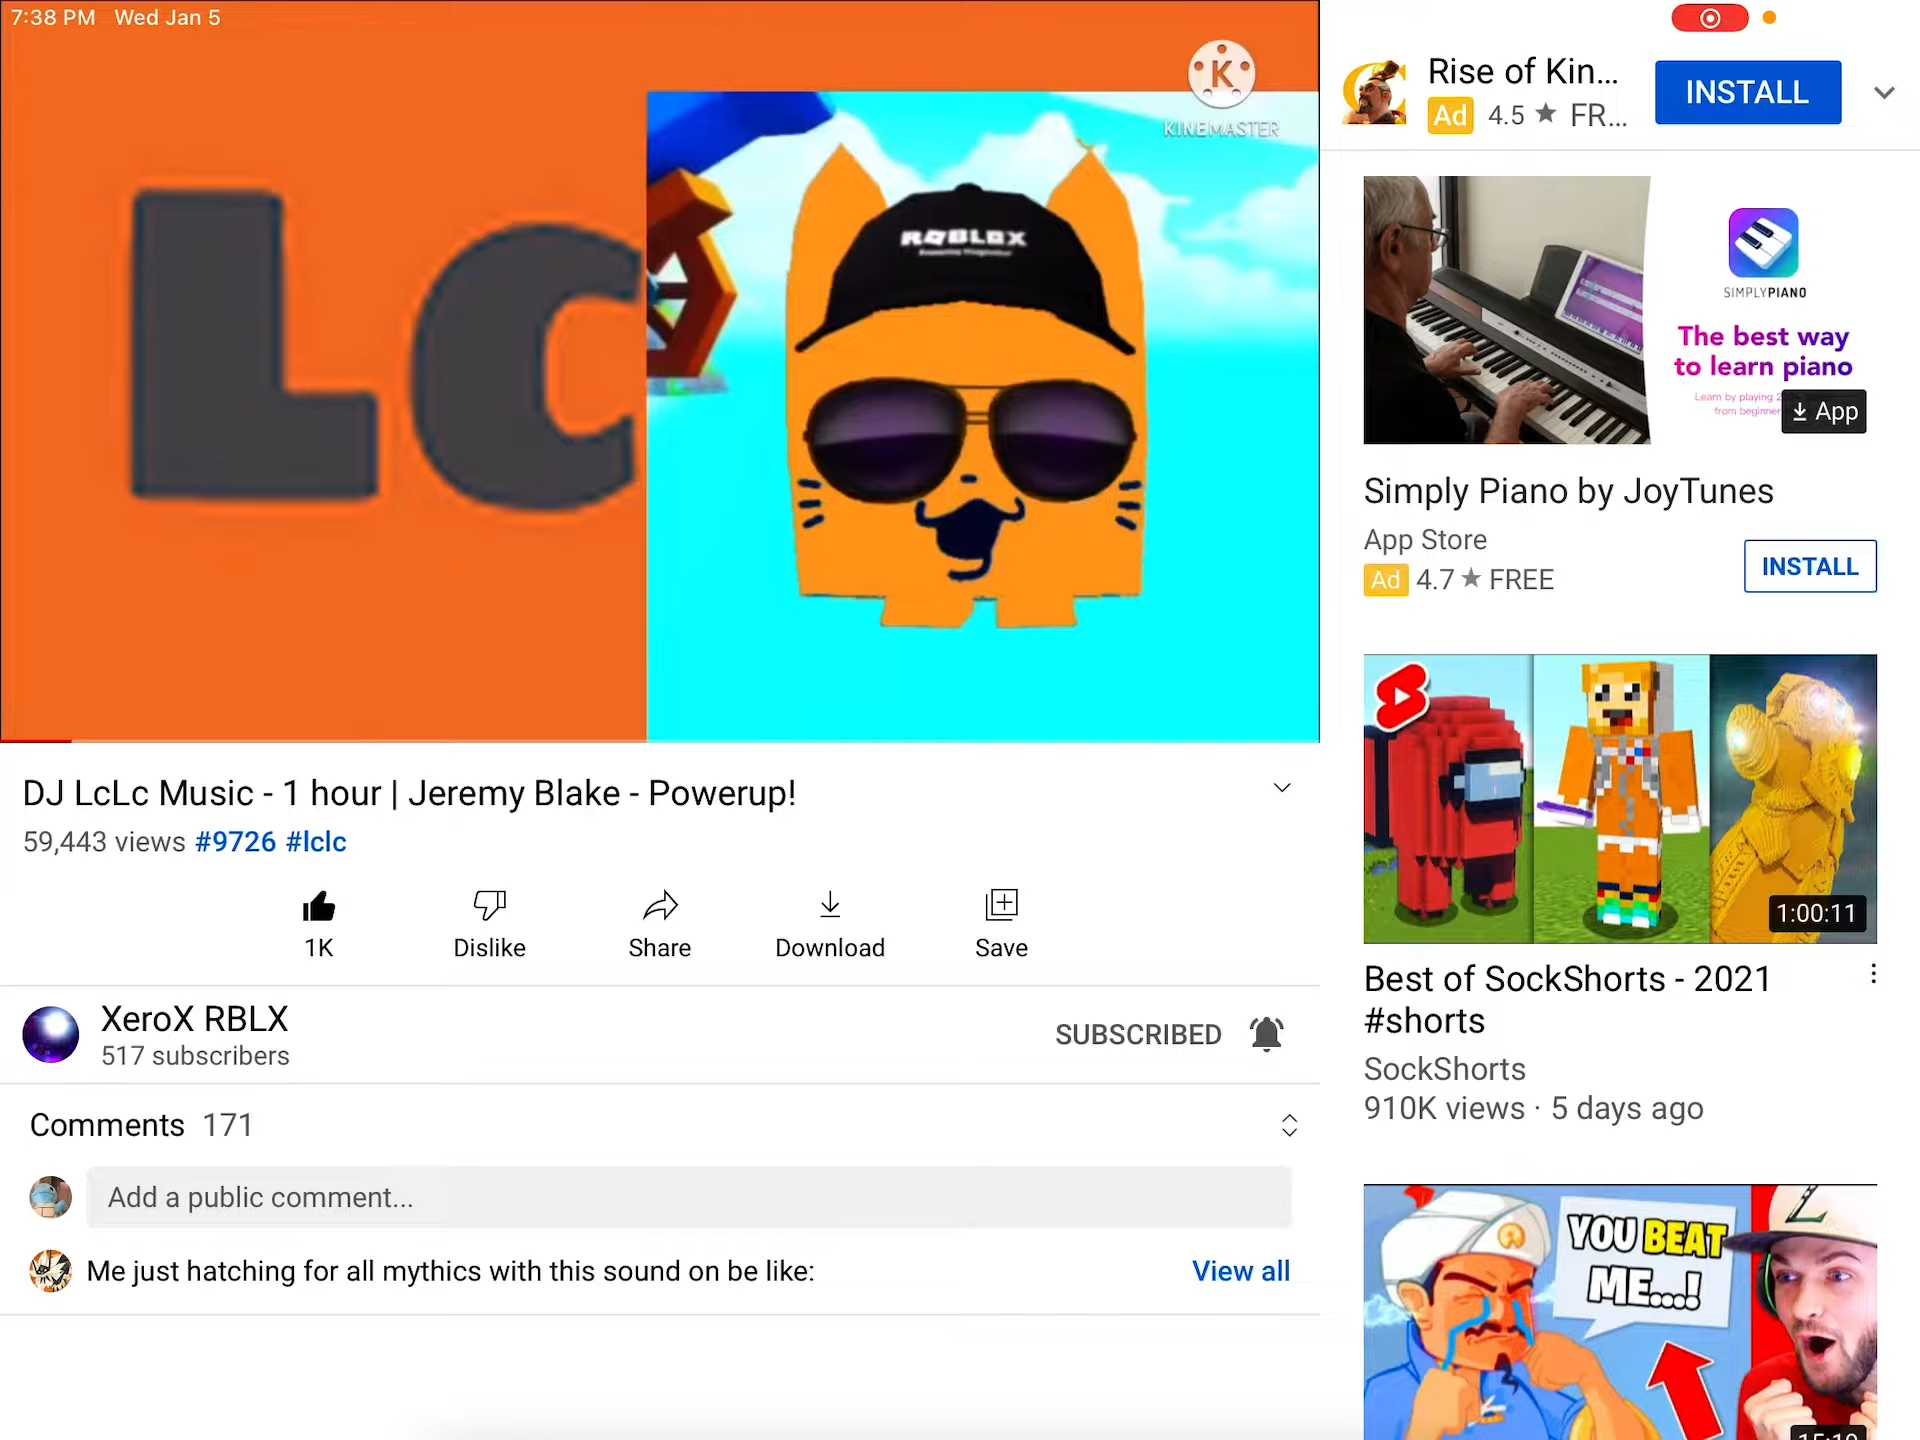 7:38 PM Wed Jan 5
Lc
K
KINEMASTER
ROBLOX
DJ LcLc Music - 1 hour | Jeremy Blake - Powerup!
59,443 views #9726 #lclc
1K
Dislike
Share
Download
Save
XeroX RBLX
517 subscribers
SUBSCRIBED
Comments 171
Add a public comment...
Me just hatching for all mythics with this sound on be like:
View all
Rise of Kin...
Ad 4.5 ★ FR...
INSTALL
SIMPLYPIANO
The best way
to learn piano
Learn by playing
from beginner
App
Simply Piano by JoyTunes
App Store
Ad 4.7 ★ FREE
INSTALL
1:00:11
Best of SockShorts - 2021
#shorts
SockShorts
910K views · 5 days ago
YOU BEAT
ME...!